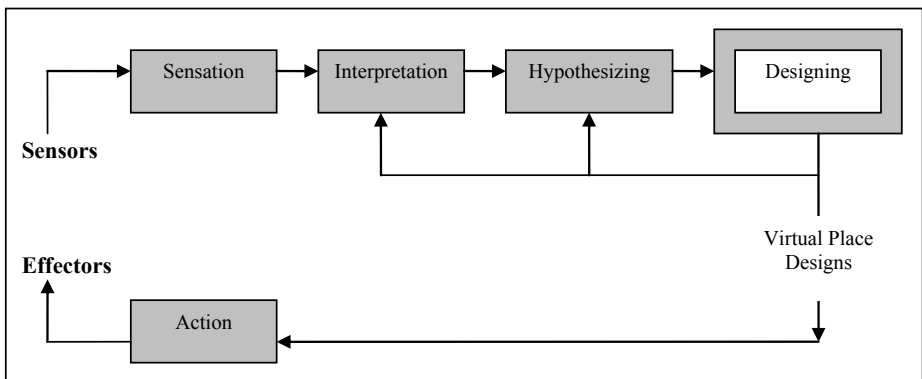 Sensation
Interpretation
Hypothesizing
Designing
Sensors
Virtual Place
Designs
Effectors
Action